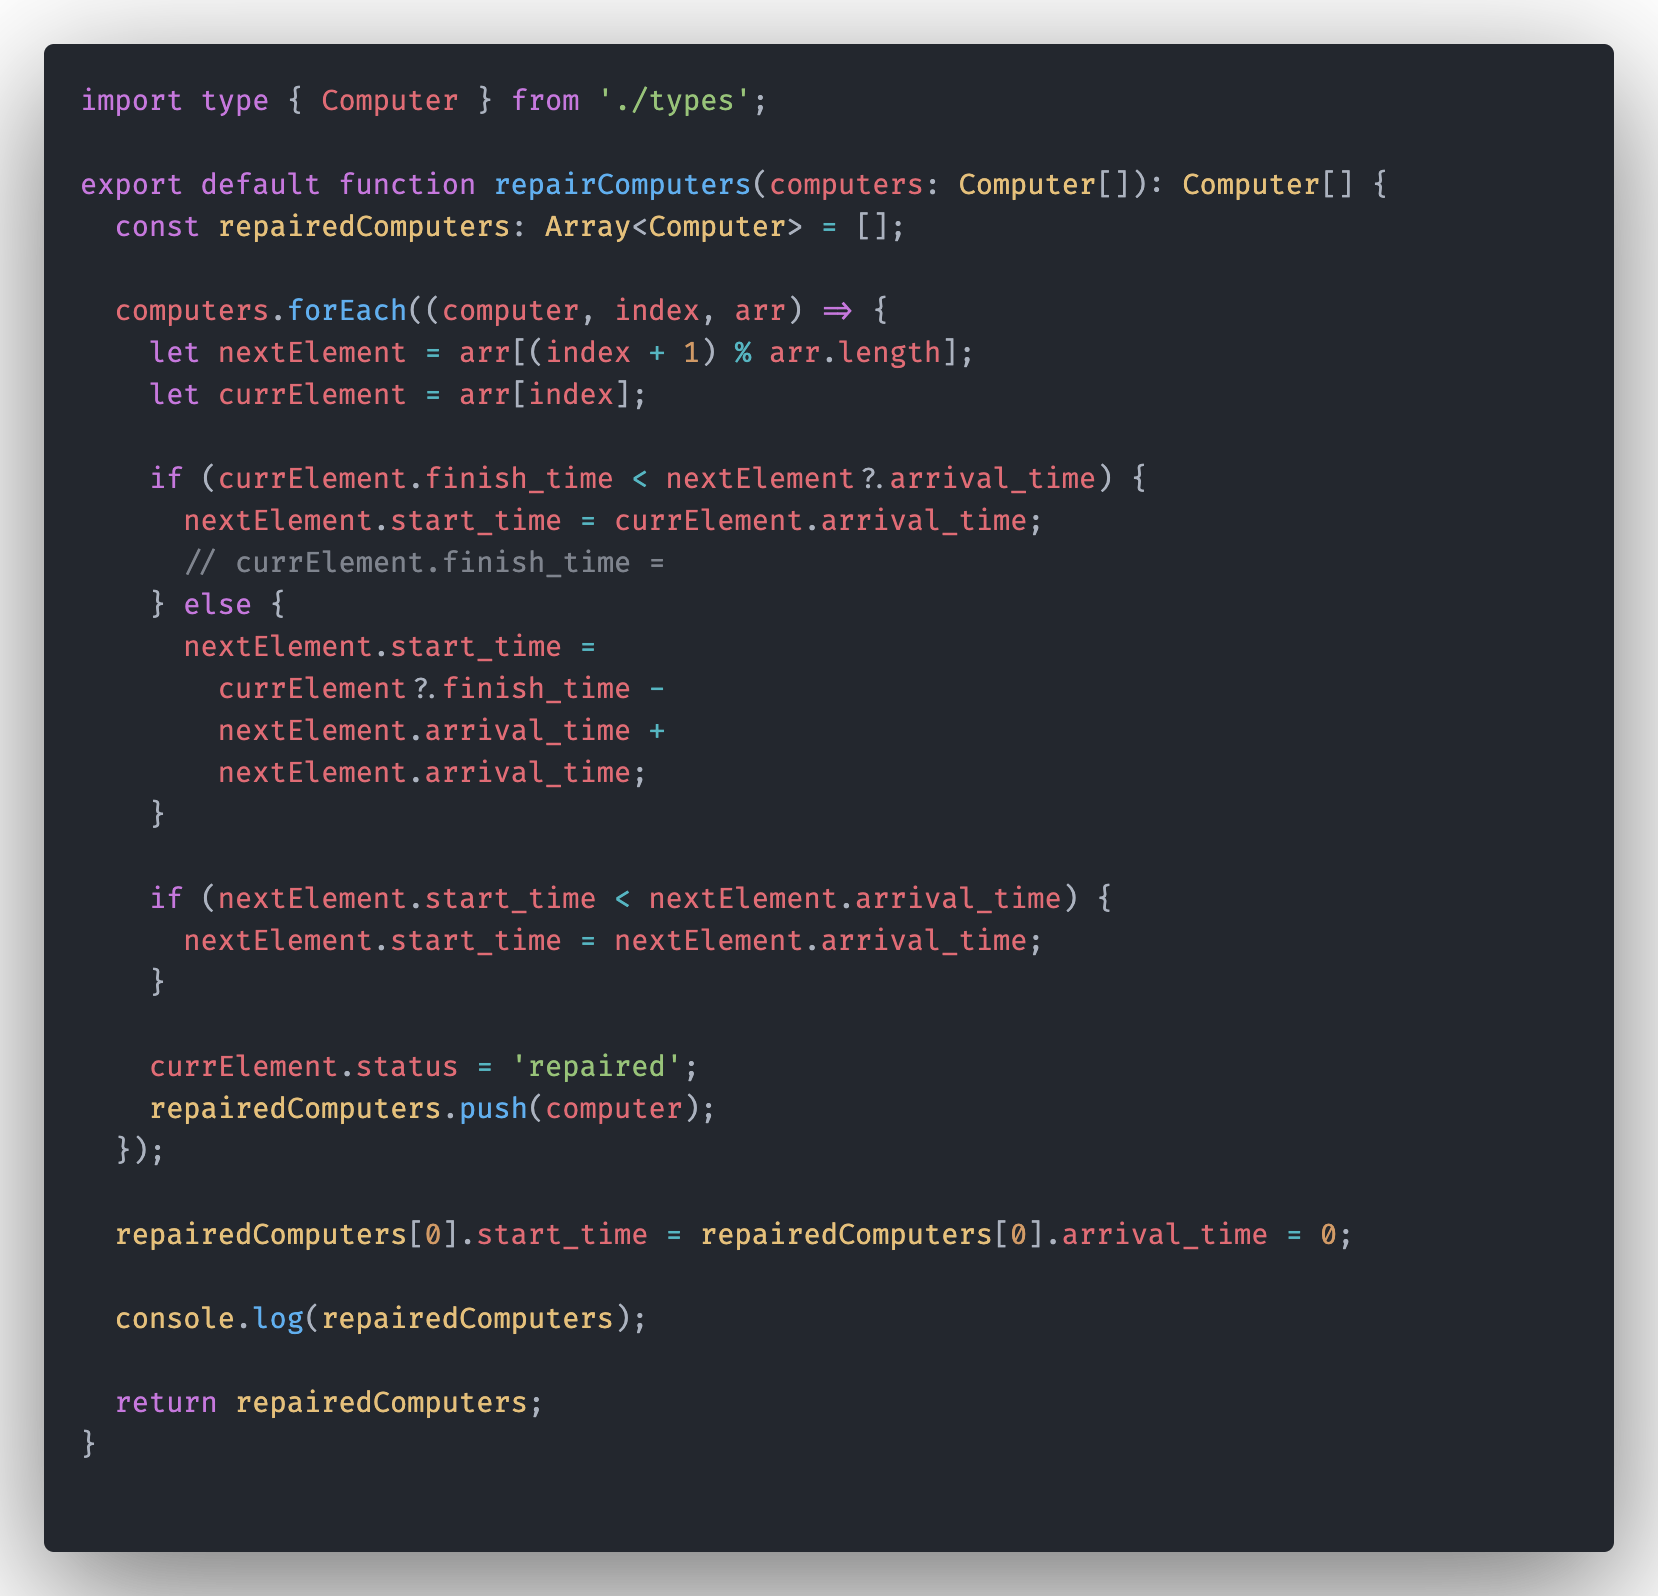 import type { Computer } from './types';
export default function repairComputers(computers: Computer[]): Computer[] {
const repairedComputers: Array<Computer> = [];
computers.forEach((computer, index, arr) => {
let nextElement = arr[(index + 1) % arr.length];
let currElement = arr[index];
if (currElement.finish_time < nextElement?.arrival_time) {
nextElement.start_time = currElement.arrival_time;
// currElement.finish_time =
} else {
nextElement.start_time =
currElement?.finish_time -
nextElement.arrival_time +
nextElement.arrival_time;
}
if (nextElement.start_time < nextElement.arrival_time) {
nextElement.start_time = nextElement.arrival_time;
}
currElement.status = 'repaired';
repairedComputers.push(computer);
});
repairedComputers[0].start_time = repairedComputers[0].arrival_time = 0;
console.log(repairedComputers);
return repairedComputers;
}